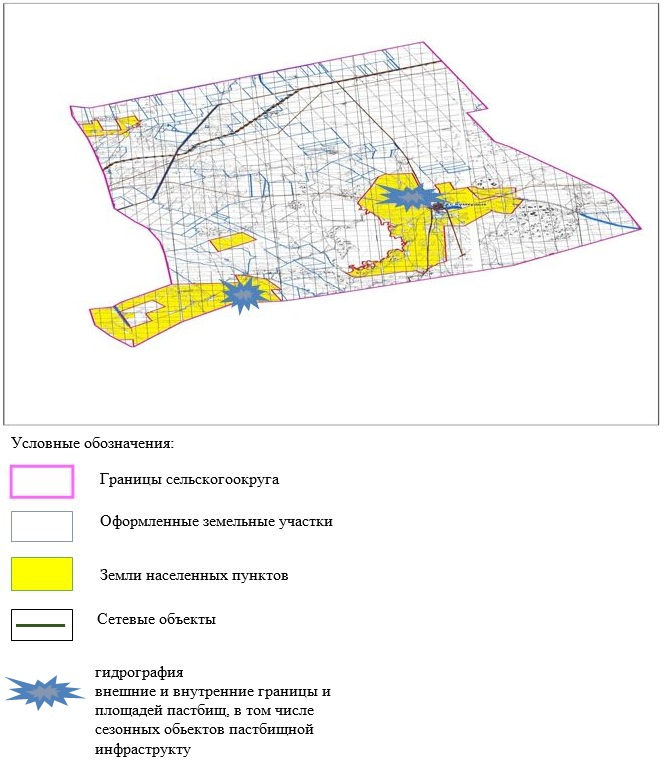 Условные обозначения:
Границы сельскогоокруга
Оформленные земельные участки
Земли населенных пунктов
Сетевые объекты
гидрография
внешние и внутренние границы и
площадей пастбищ, в том числе
сезонных обьектов пастбищной
инфраструкту